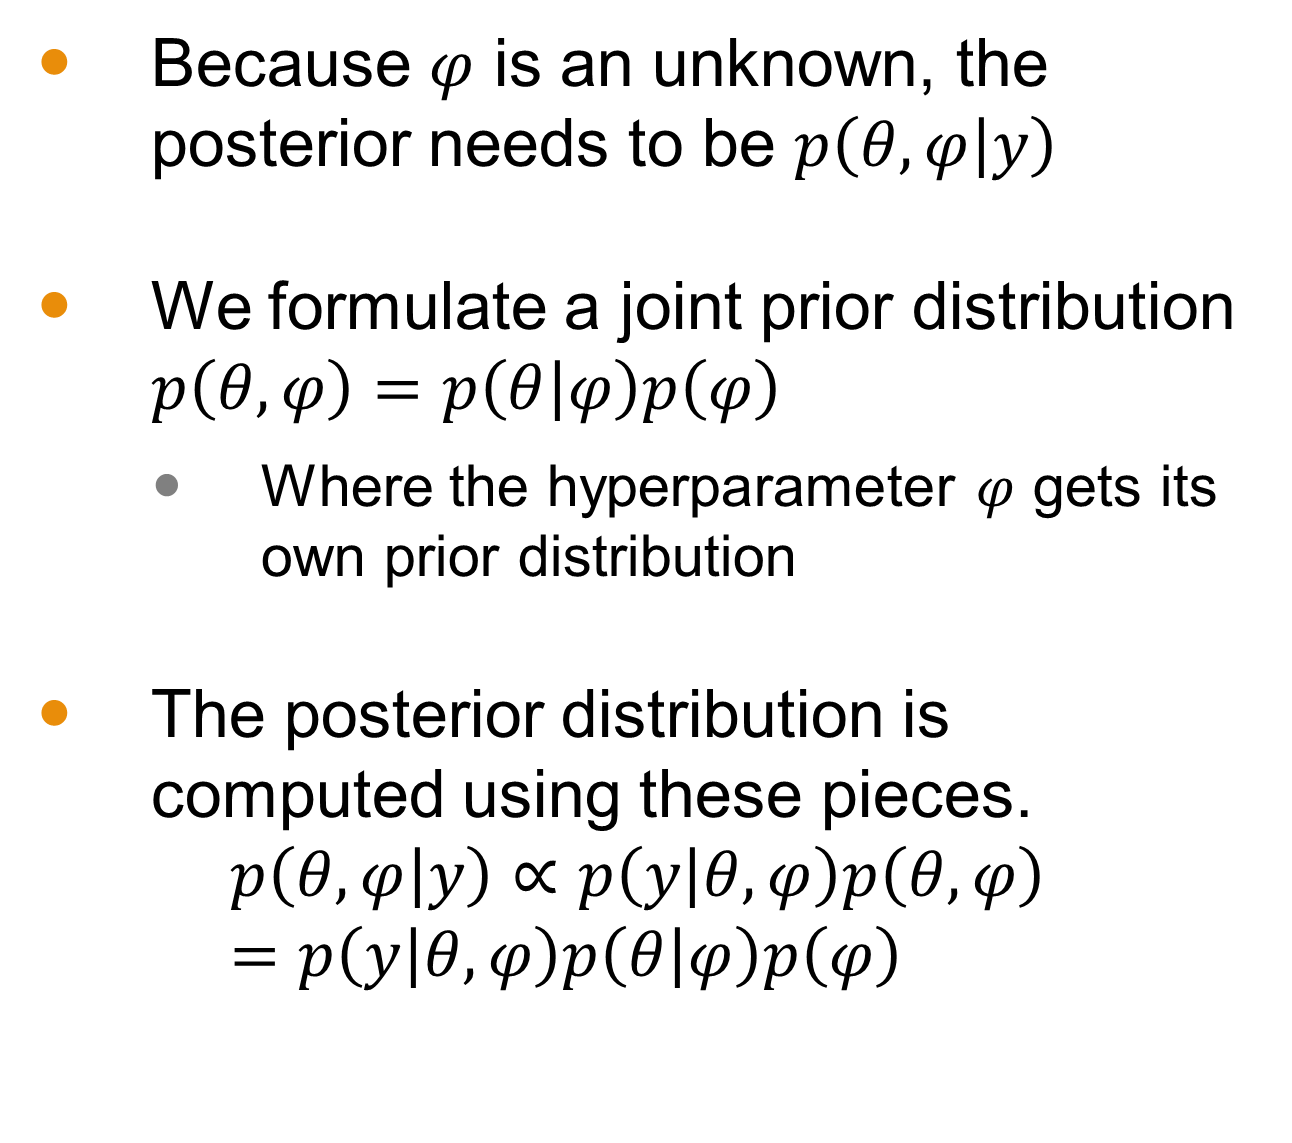 • Because 𝜑 is an unknown, the
posterior needs to be 𝑝(𝜃, 𝜑|𝑦)
• We formulate a joint prior distribution
𝑝(𝜃, 𝜑) = 𝑝(𝜃|𝜑)𝑝(𝜑)
• Where the hyperparameter 𝜑 gets its
own prior distribution
• The posterior distribution is
computed using these pieces.
𝑝(𝜃, 𝜑|𝑦) ∝ 𝑝(𝑦|𝜃, 𝜑)𝑝(𝜃, 𝜑)
= 𝑝(𝑦|𝜃, 𝜑)𝑝(𝜃|𝜑)𝑝(𝜑)